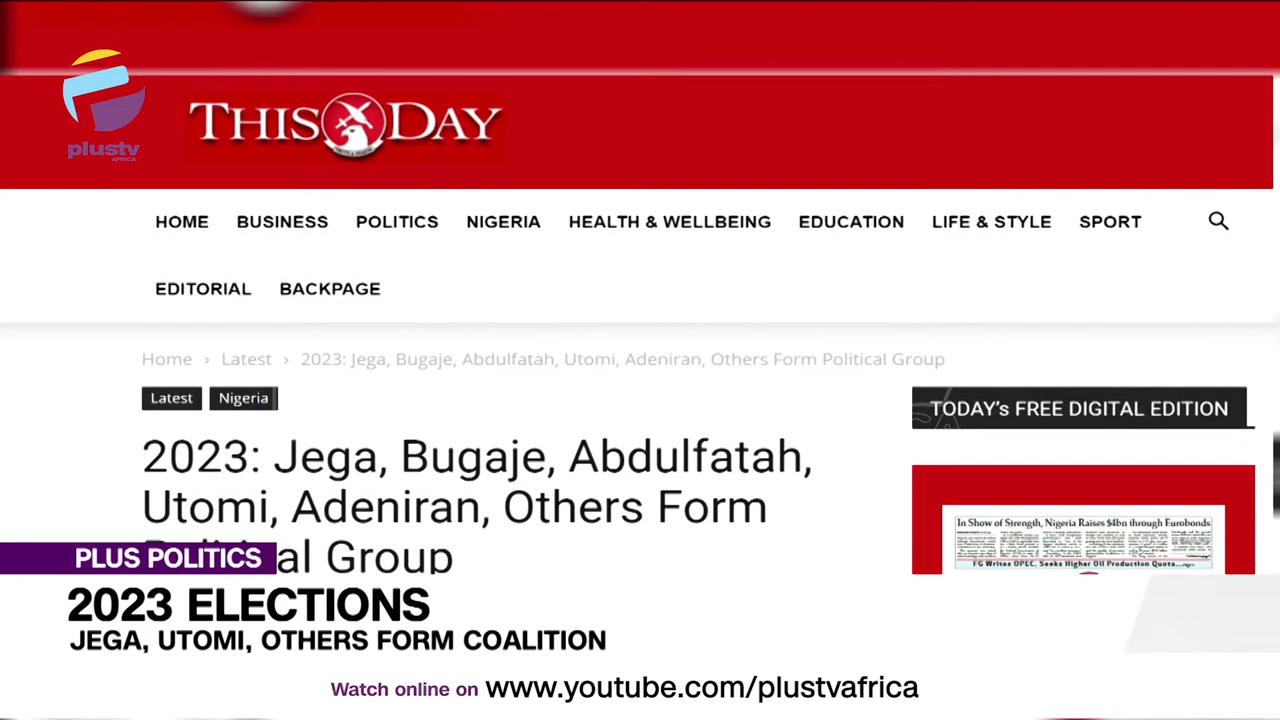 plustv
AFRICA
THISDAY
HOME BUSINESS POLITICS NIGERIA HEALTH & WELLBEING EDUCATION LIFE & STYLE SPORT
EDITORIAL BACKPAGE
Home › Latest › 2023: Jega, Bugaje, Abdulfatah, Utomi, Adeniran, Others Form Political Group
Latest Nigeria
2023: Jega, Bugaje, Abdulfatah,
Utomi, Adeniran, Others Form
Political Group
TODAY's FREE DIGITAL EDITION
In Show of Strength, Nigeria Raises $4bn through Eurobonds
FG Writes OPEC, Seeks Higher Oil Production Quota...
PLUS POLITICS
2023 ELECTIONS
JEGA, UTOMI, OTHERS FORM COALITION
Watch online on www.youtube.com/plustvafrica